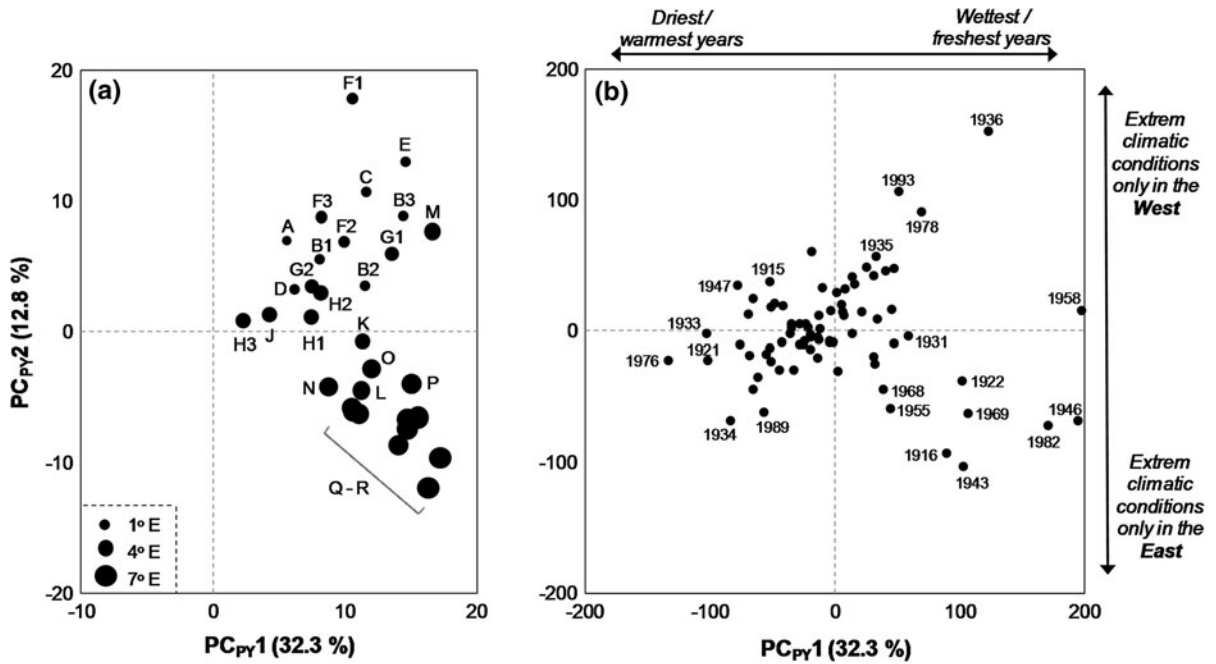 Driest /
warmest years
Wettest /
freshest years
(a)
20
10
0
-10
-20
PCPY2 (12.8 %)
F1
E
C
B3
M
F3
F2
A
B1
G1
G2
B2
D
H2
H3
J
H1
K
O
N
L
P
Q - R
1º E
4º E
7º E
-10
0
10
20
PCPY1 (32.3 %)
(b)
200
100
0
-100
-200
1936
1993
1978
1935
1915
1947
1958
1933
1931
1976
1921
1922
1968
1955
1969
1946
1934
1989
1982
1916
1943
-200
-100
0
100
200
PCPY1 (32.3 %)
Extrem
climatic
conditions
only in the
West
Extrem
climatic
conditions
only in the
East